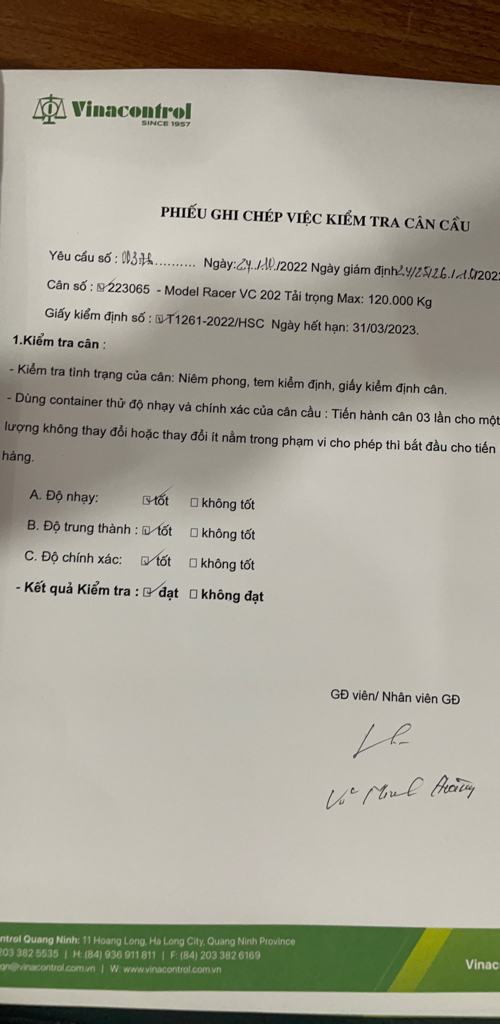 Vinacontrol
SINCE 1957
PHIẾU GHI CHÉP VIỆC KIỂM TRA CÂN CẦU
Yêu cầu số : .......... Ngày:24../10./2022 Ngày giám định24/25/26./10/202
Cân số : ☑ 223065 - Model Racer VC 202 Tải trọng Max: 120.000 Kg
Giấy kiểm định số : ☑T1261-2022/HSC Ngày hết hạn: 31/03/2023.
1.Kiểm tra cân :
- Kiểm tra tình trạng của cân: Niêm phong, tem kiểm định, giấy kiểm định cân.
- Dùng container thử độ nhạy và chính xác của cân cầu : Tiến hành cân 03 lần cho một
lượng không thay đổi hoặc thay đổi ít nằm trong phạm vi cho phép thì bắt đầu cho tiến
hàng.
A. Độ nhạy: ☑ tốt ☐ không tốt
B. Độ trung thành : ☑ tốt ☐ không tốt
C. Độ chính xác: ☑ tốt ☐ không tốt
- Kết quả Kiểm tra : ☑ đạt ☐ không đạt
GĐ viên/ Nhân viên GĐ
ntrol Quang Ninh: 11 Hoang Long, Ha Long City, Quang Ninh Province
203 382 5535 | H: (84) 936 911 811 | F: (84) 203 382 6169
qn@vinacontrol.com.vn | W: www.vinacontrol.com.vn
Vinac